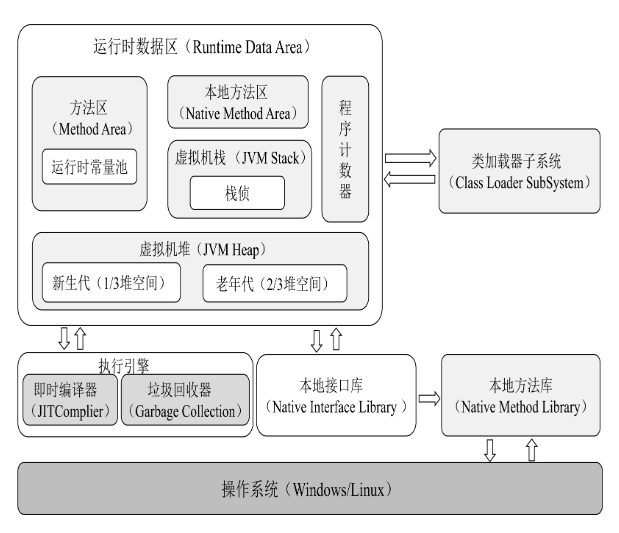 运行时数据区（Runtime Data Area）
方法区
（Method Area）
运行时常量池
本地方法区
（Native Method Area）
虚拟机栈 （JVM Stack）
栈侦
程
序
计
数
器
类加载器子系统
（Class Loader SubSystem）
虚拟机堆（JVM Heap）
新生代（1/3堆空间）
老年代（2/3堆空间）
执行引擎
即时编译器
（JITComplier）
垃圾回收器
（Garbage Collection）
本地接口库
（Native Interface Library ）
本地方法库
（Native Method Library）
操作系统（Windows/Linux）